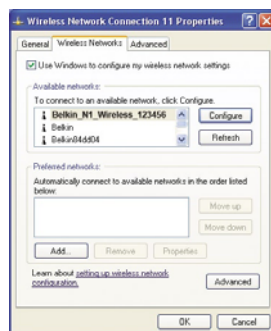 Wireless Network Connection 11 Properties
General Wireless Networks Advanced
Use Windows to configure my wireless network settings
Available networks:
To connect to an available network, click Configure.
Belkin_N1_Wireless_123456
Configure
Belkin
Belkin84dd04
Refresh
Preferred networks:
Automatically connect to available networks in the order listed
below:
Move up
Move down
Add... Remove Properties
Learn about setting up wireless network
configuration.
Advanced
OK Cancel